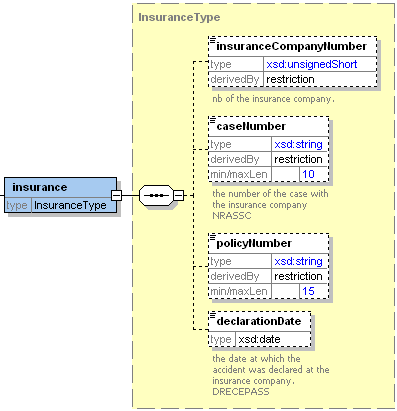 InsuranceType
insuranceCompanyNumber
type xsd:unsignedShort
derivedBy restriction
nb of the insurance company.
caseNumber
type xsd:string
derivedBy restriction
min/maxLen 10
the number of the case with
the insurance company
NRASSC
insurance
type InsuranceType
policyNumber
type xsd:string
derivedBy restriction
min/maxLen 15
declarationDate
type xsd:date
the date at which the
accident was declared at the
insurance company.
DRECEPASS